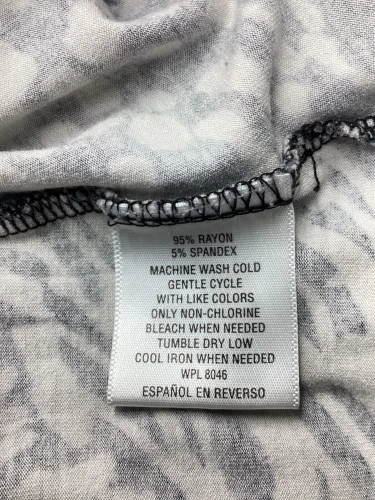 95% RAYON
5% SPANDEX
MACHINE WASH COLD
GENTLE CYCLE
WITH LIKE COLORS
ONLY NON-CHLORINE
BLEACH WHEN NEEDED
TUMBLE DRY LOW
COOL IRON WHEN NEEDED
WPL 8046
ESPAÑOL EN REVERSO